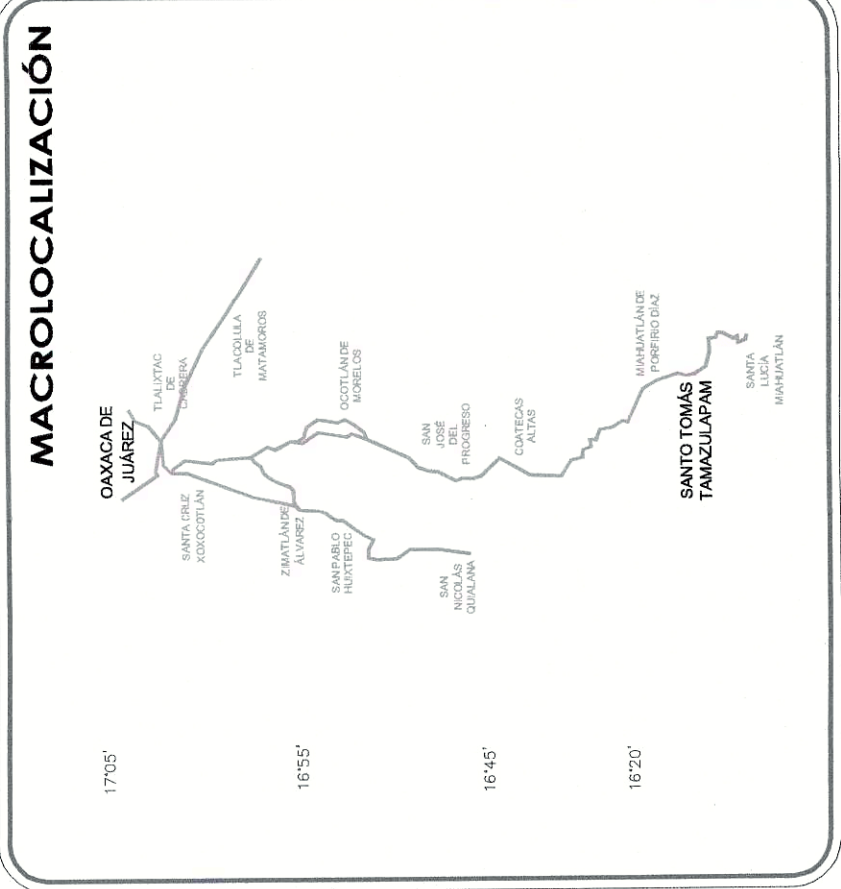 MACROLOCALIZACIÓN
OAXACA DE
JUÁREZ
TLALIXTAC
DE
CABRERA
TLACOLULA
DE
MATAMOROS
SANTA CRUZ
XOXOCOTLÁN
ZIMATLÁN DE
ÁLVAREZ
OCOTLÁN DE
MORELOS
SAN PABLO
HUIXTEPEC
SAN
JOSÉ
DEL
PROGRESO
SAN
NICOLÁS
QUIALANA
COATECAS
ALTAS
MIAHUATLÁN DE
PORFIRIO DÍAZ
SANTO TOMÁS
TAMAZULAPAM
SANTA
LUCÍA
MIAHUATLÁN
17°05'
16°55'
16°45'
16°20'